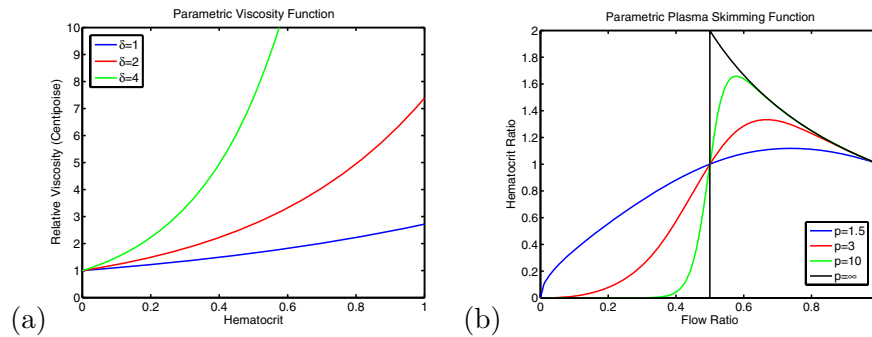 Parametric Viscosity Function
10
9
8
7
6
5
4
3
2
1
0
Relative Viscosity (Centipoise)
δ=1
δ=2
δ=4
0 0.2 0.4 0.6 0.8 1
Hematocrit
(a)
Parametric Plasma Skimming Function
2
1.8
1.6
1.4
1.2
1
0.8
0.6
0.4
0.2
0
Hematocrit Ratio
p=1.5
p=3
p=10
p=∞
0 0.2 0.4 0.6 0.8
Flow Ratio
(b)